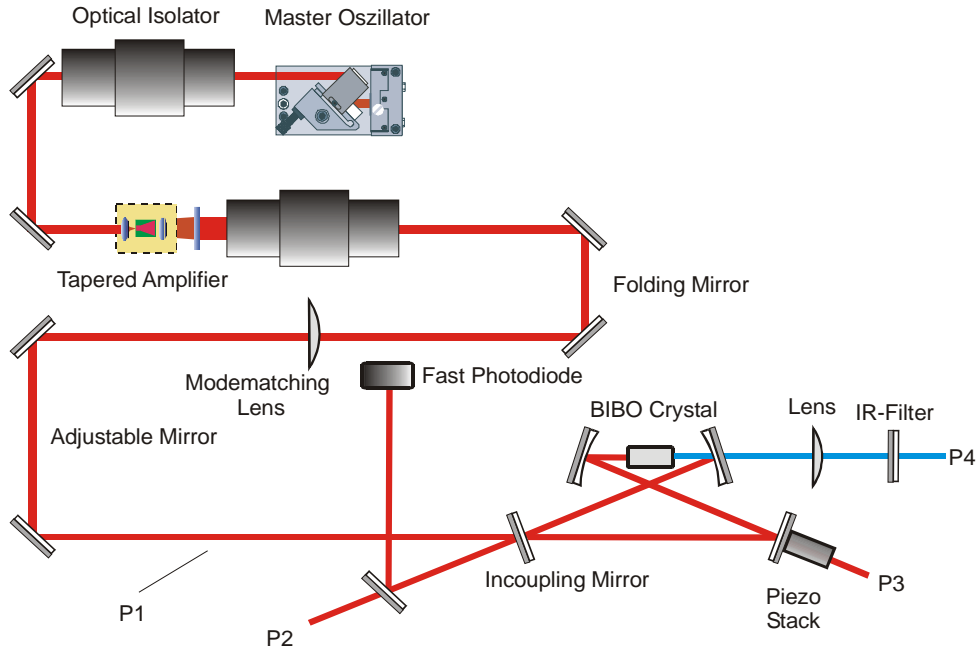 Optical Isolator
Master Oszillator
Tapered Amplifier
Folding Mirror
Modematching
Lens
Fast Photodiode
BIBO Crystal
Lens
IR-Filter
Adjustable Mirror
P4
Incoupling Mirror
P3
P1
P2
Piezo
Stack